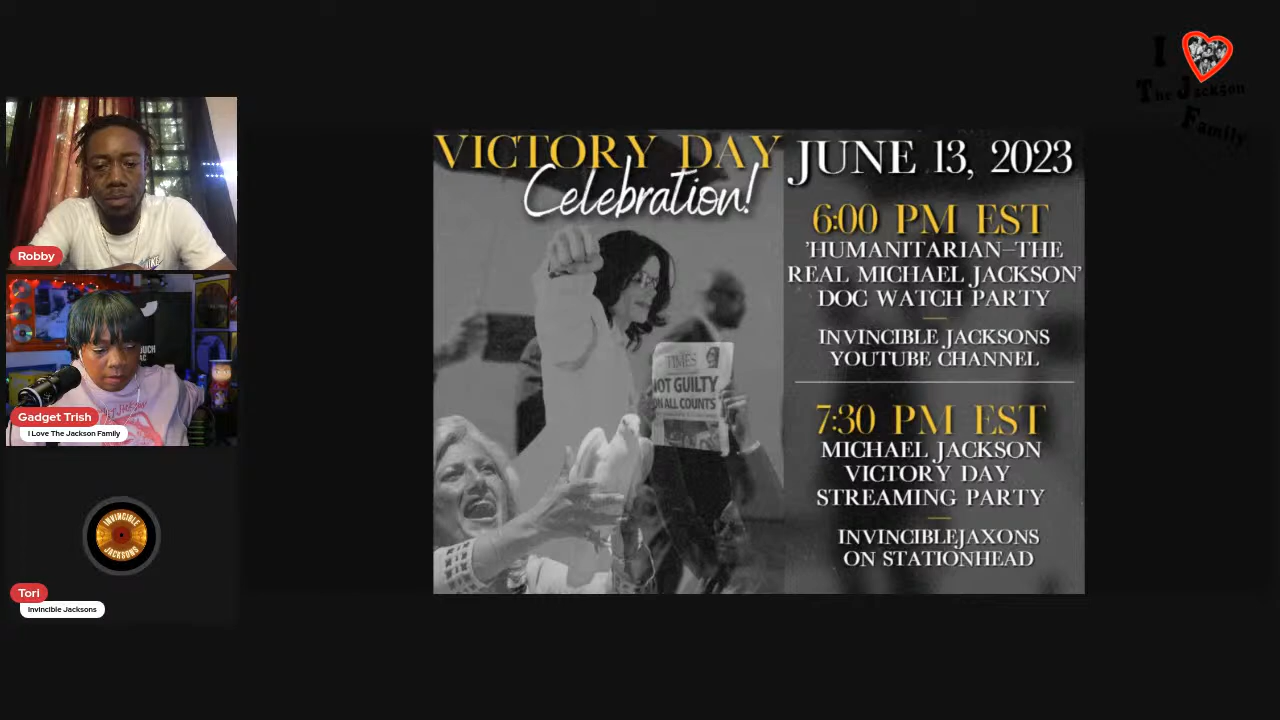 I
The Jackson
Family
VICTORY DAY
Celebration!
TIMES
NOT GUILTY
ON ALL COUNTS
JUNE 13, 2023
6:00 PM EST
'HUMANITARIAN—THE
REAL MICHAEL JACKSON'
DOC WATCH PARTY
INVINCIBLE JACKSONS
YOUTUBE CHANNEL
7:30 PM EST
MICHAEL JACKSON
VICTORY DAY
STREAMING PARTY
INVINCIBLEJAXONS
ON STATIONHEAD
Robby
Gadget Trish
I Love The Jackson Family
INVINCIBLE
JACKSONS
Tori
Invincible Jacksons